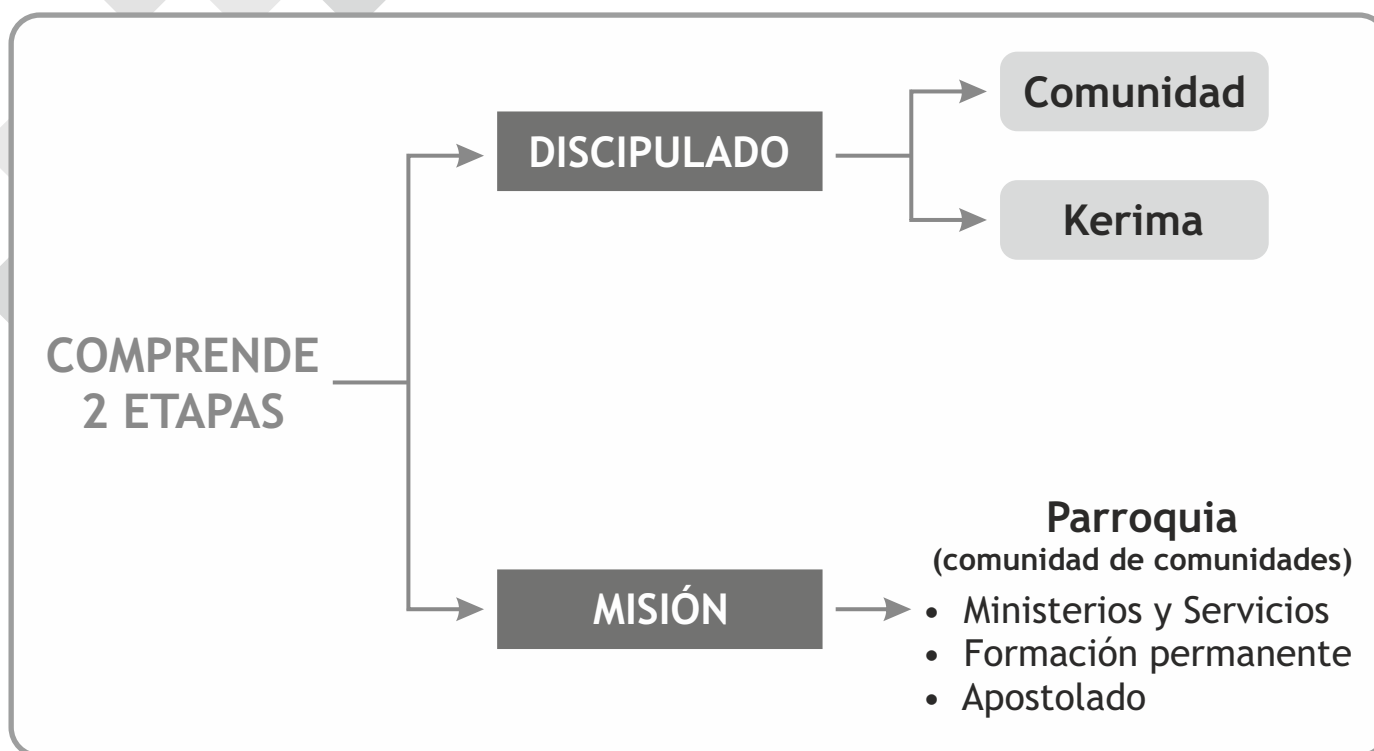 COMPRENDE
2 ETAPAS
DISCIPULADO
Comunidad
Kerima
MISIÓN
Parroquia
(comunidad de comunidades)
• Ministerios y Servicios
• Formación permanente
• Apostolado